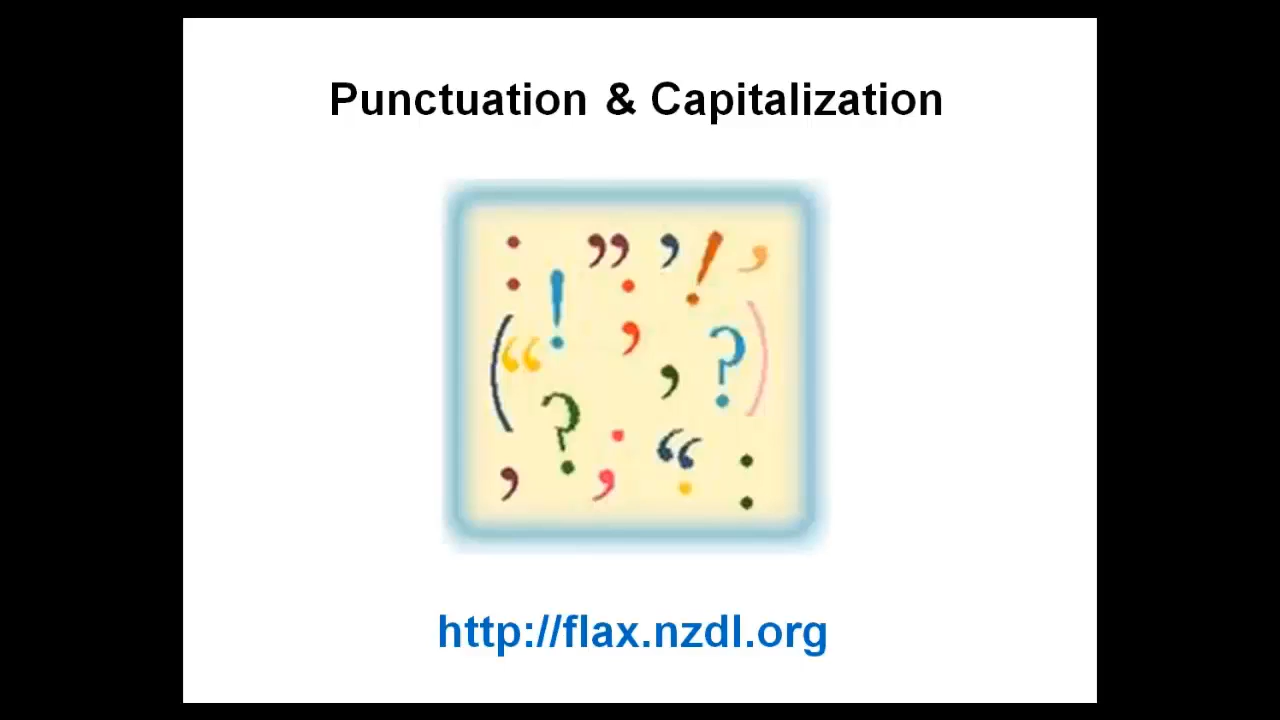 Punctuation & Capitalization
: ” , ! ,
! ;
( “ , ? )
?
, ; “ . :
http://flax.nzdl.org